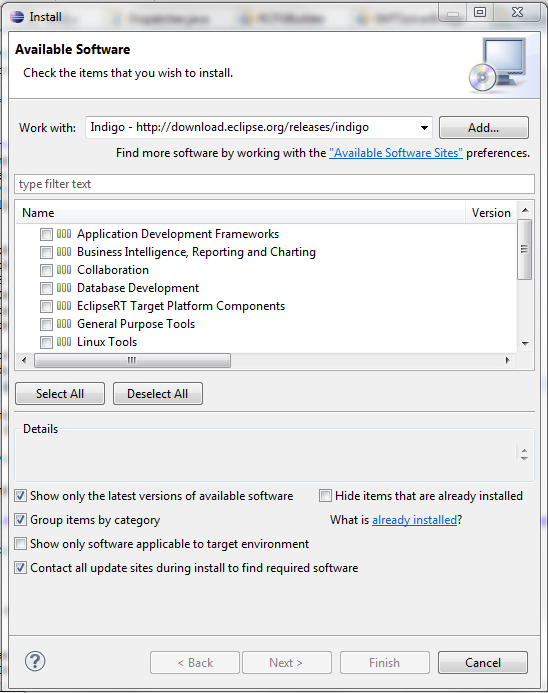 Install
Available Software
Check the items that you wish to install.
Work with: Indigo - http://download.eclipse.org/releases/indigo Add...
Find more software by working with the "Available Software Sites" preferences.
type filter text
Name Version
Application Development Frameworks
Business Intelligence, Reporting and Charting
Collaboration
Database Development
EclipseRT Target Platform Components
General Purpose Tools
Linux Tools
Select All Deselect All
Details
Show only the latest versions of available software Hide items that are already installed
Group items by category What is already installed?
Show only software applicable to target environment
Contact all update sites during install to find required software
< Back Next > Finish Cancel